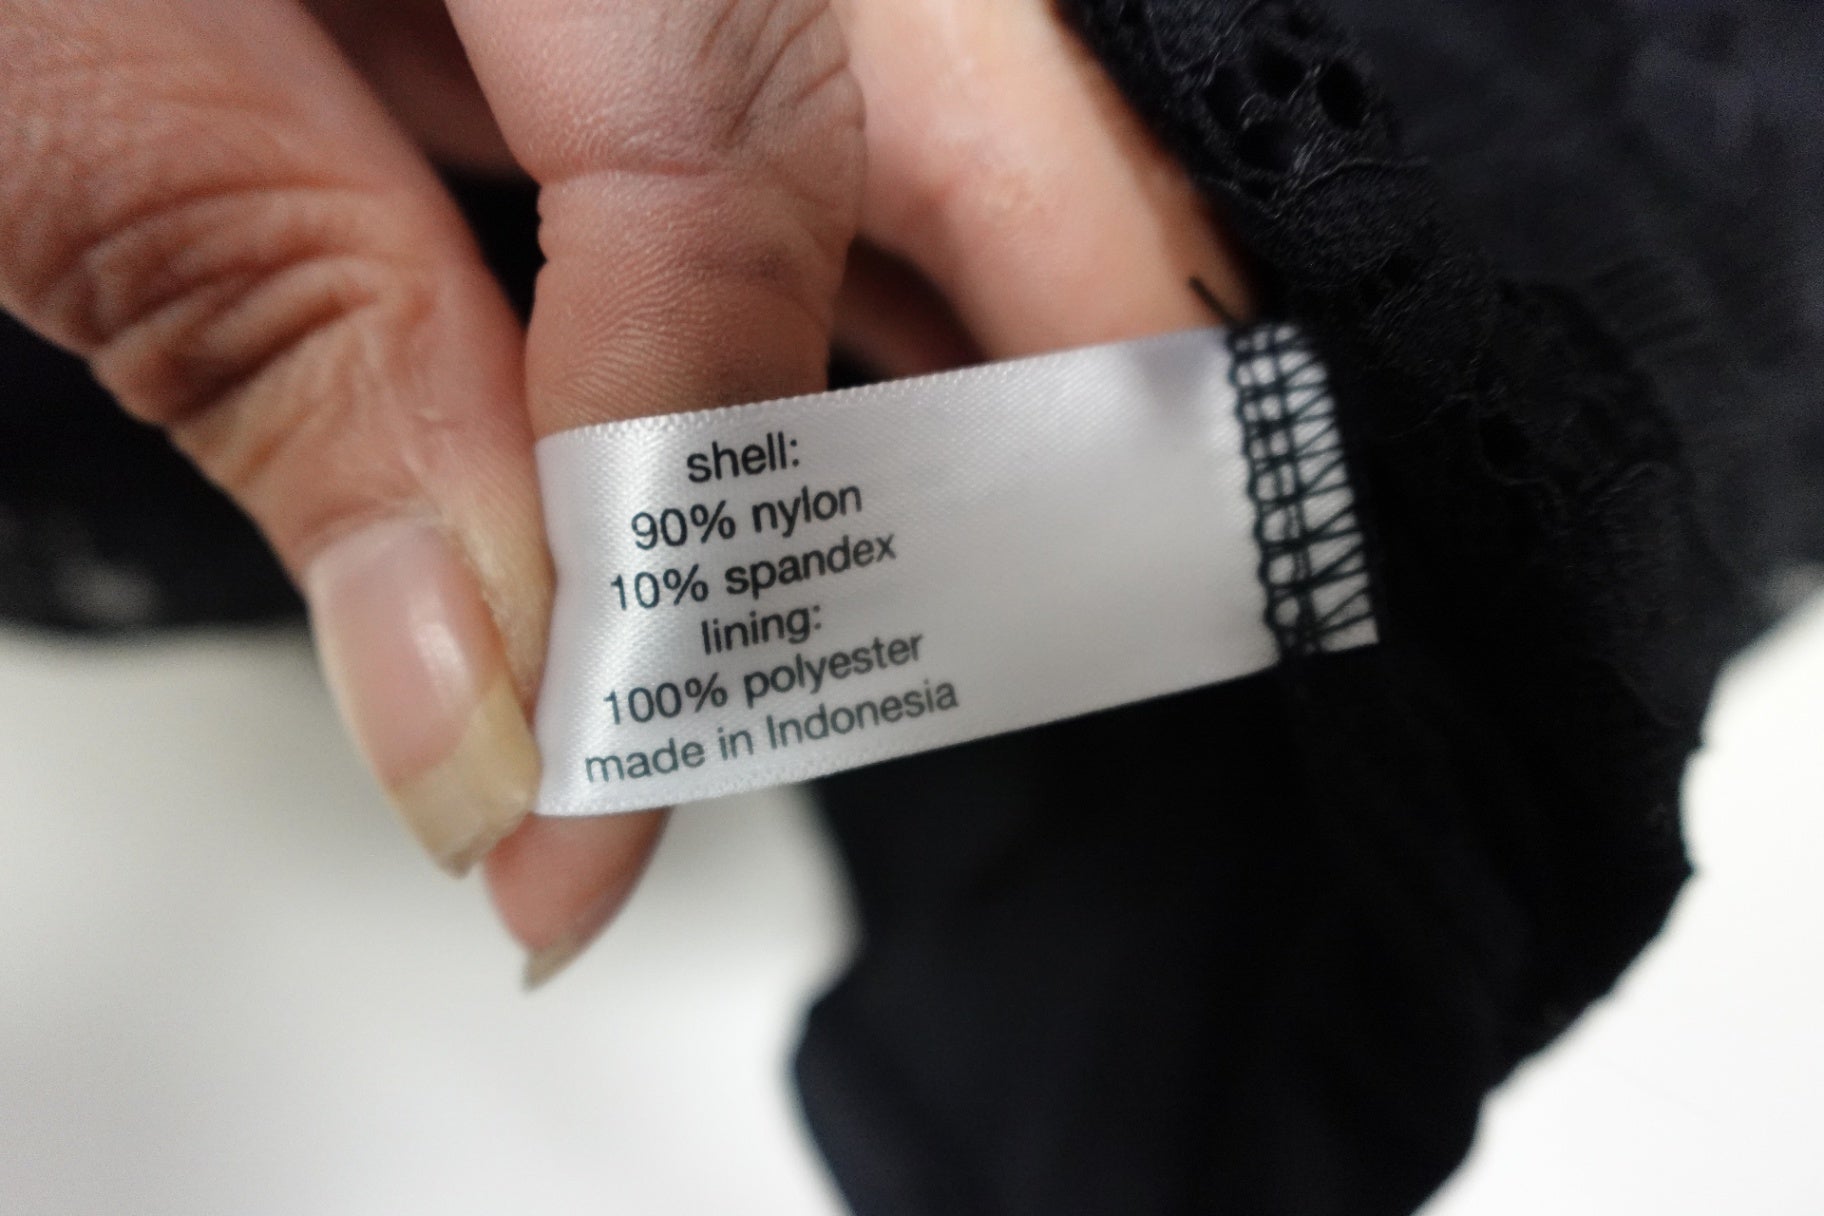 shell:
90% nylon
10% spandex
lining:
100% polyester
made in Indonesia